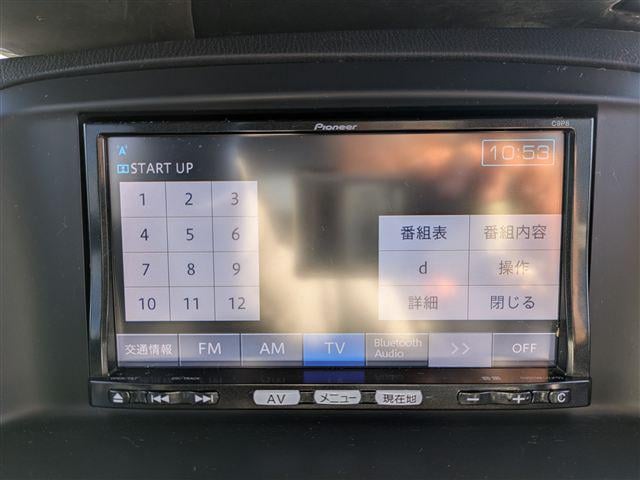 Pioneer
C9P8
A
10:53
START UP
1 2 3
4 5 6
7 8 9
10 11 12
番組表 番組内容
d 操作
詳細 閉じる
交通情報 FM AM TV Bluetooth Audio >> OFF
AV メニュー 現在地 − +